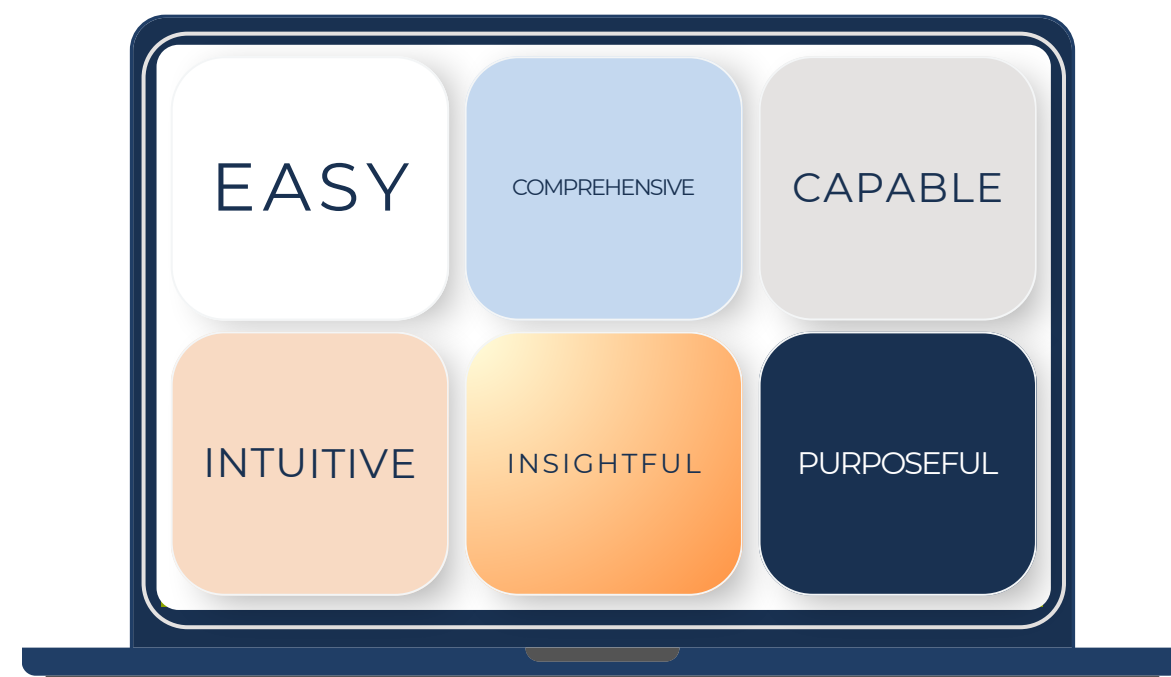 EASY
COMPREHENSIVE
CAPABLE
INTUITIVE
INSIGHTFUL
PURPOSEFUL